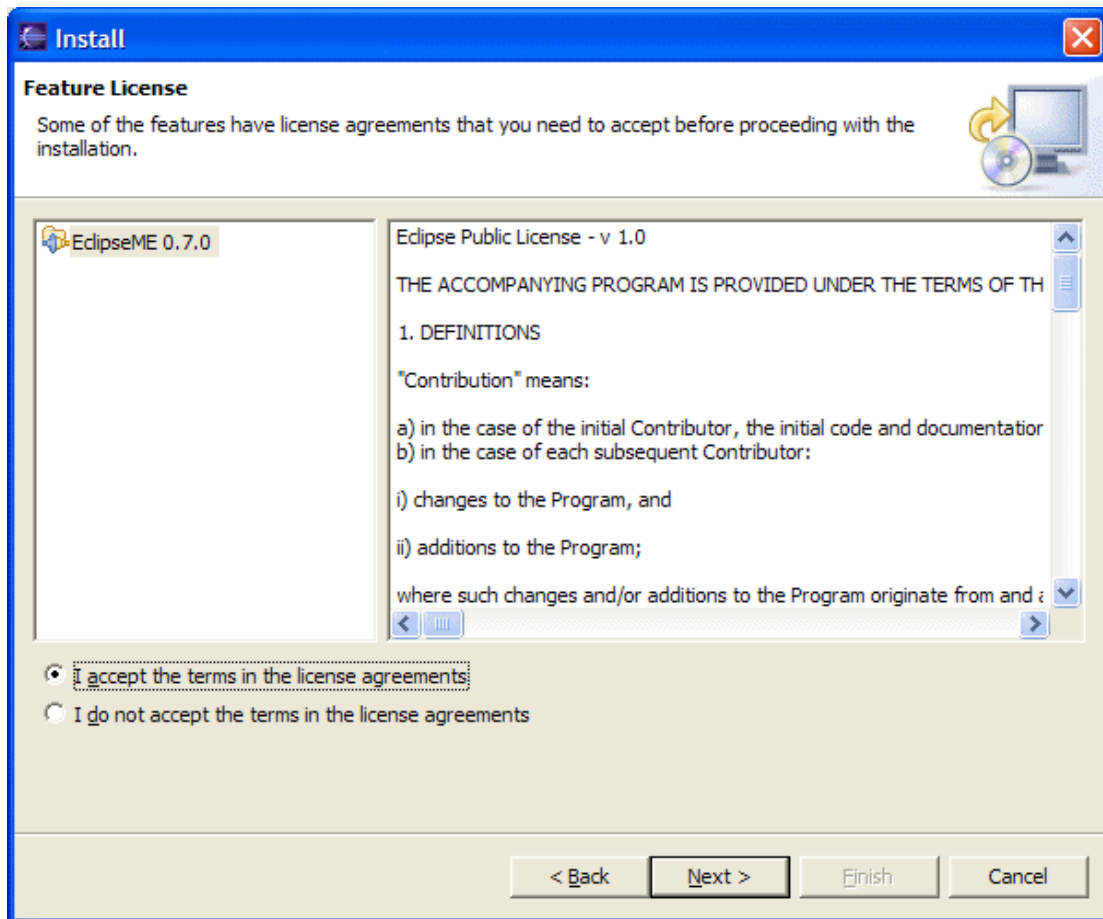 Install
Feature License
Some of the features have license agreements that you need to accept before proceeding with the
installation.
EclipseME 0.7.0
Eclipse Public License - v 1.0
THE ACCOMPANYING PROGRAM IS PROVIDED UNDER THE TERMS OF TH
1. DEFINITIONS
"Contribution" means:
a) in the case of the initial Contributor, the initial code and documentation
b) in the case of each subsequent Contributor:
i) changes to the Program, and
ii) additions to the Program;
where such changes and/or additions to the Program originate from and a
I accept the terms in the license agreements
I do not accept the terms in the license agreements
< Back
Next >
Finish
Cancel